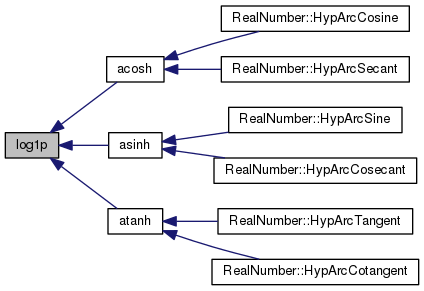 RealNumber::HypArcCosine
acosh
RealNumber::HypArcSecant
RealNumber::HypArcSine
log1p
asinh
RealNumber::HypArcCosecant
atanh
RealNumber::HypArcTangent
RealNumber::HypArcCotangent